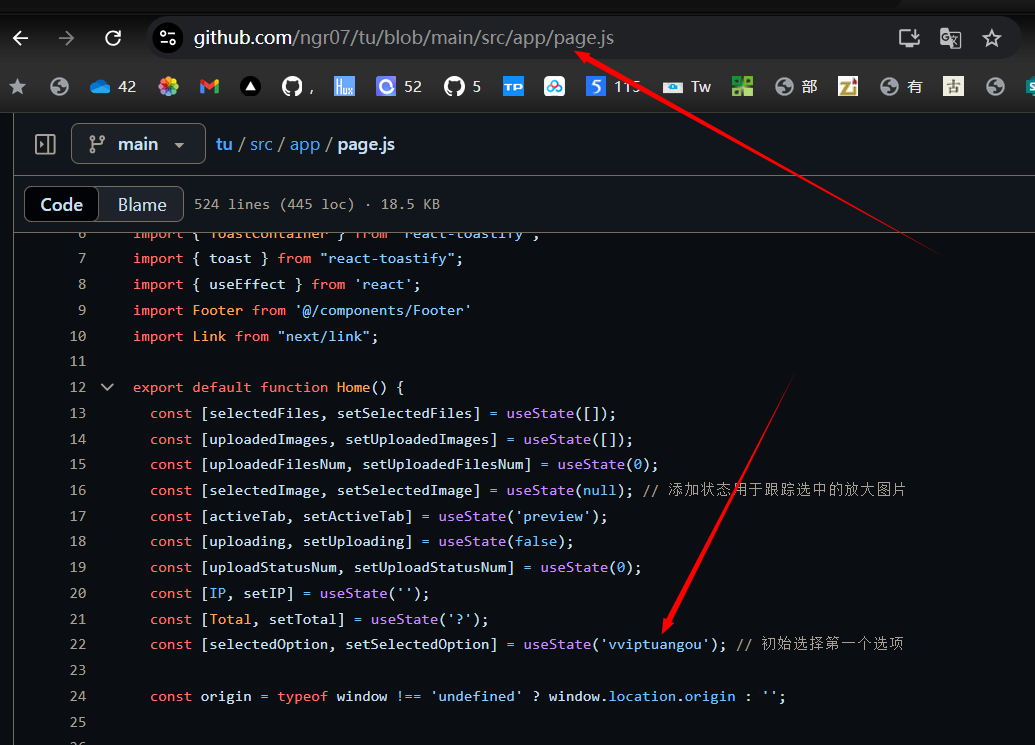 github.com/ngr07/tu/blob/main/src/app/page.js
42 , 52 5 TP 5 115 Tw 部 有 古
main tu / src / app / page.js
Code Blame 524 lines (445 loc) · 18.5 KB
6 import { ToastContainer } from "react-toastify";
7 import { toast } from "react-toastify";
8 import { useEffect } from 'react';
9 import Footer from '@/components/Footer'
10 import Link from "next/link";
11
12 export default function Home() {
13 const [selectedFiles, setSelectedFiles] = useState([]);
14 const [uploadedImages, setUploadedImages] = useState([]);
15 const [uploadedFilesNum, setUploadedFilesNum] = useState(0);
16 const [selectedImage, setSelectedImage] = useState(null); // 添加状态用于跟踪选中的放大图片
17 const [activeTab, setActiveTab] = useState('preview');
18 const [uploading, setUploading] = useState(false);
19 const [uploadStatusNum, setUploadStatusNum] = useState(0);
20 const [IP, setIP] = useState('');
21 const [Total, setTotal] = useState('?');
22 const [selectedOption, setSelectedOption] = useState('vviptuangou'); // 初始选择第一个选项
23
24 const origin = typeof window !== 'undefined' ? window.location.origin : '';
25